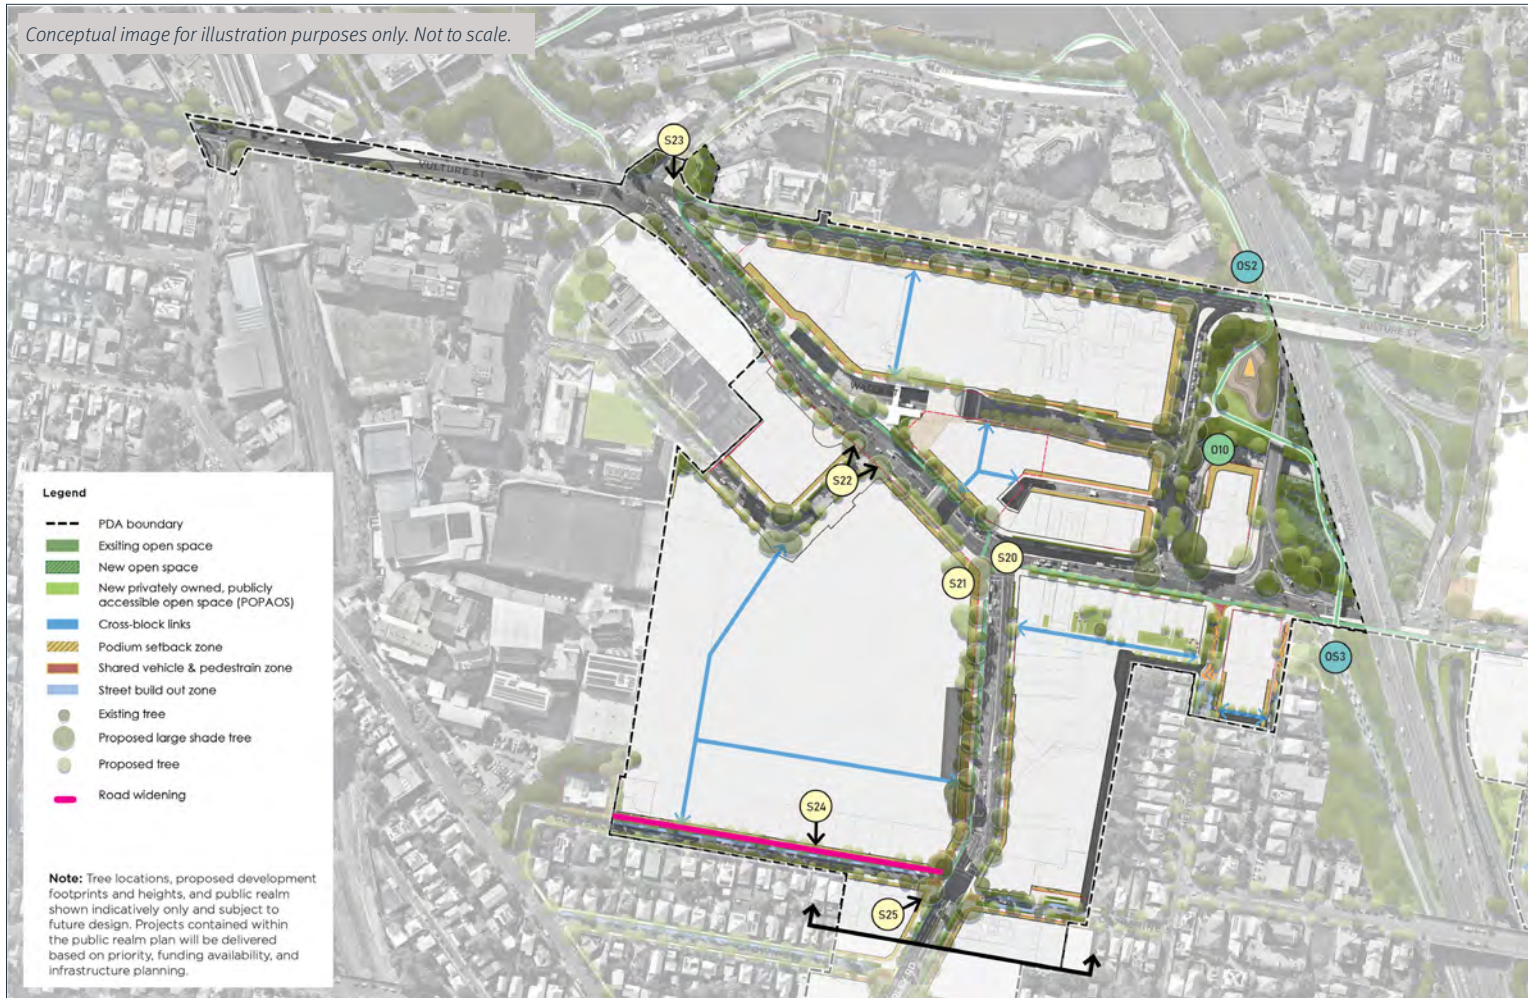 Conceptual image for illustration purposes only. Not to scale.
S23
VULTURE ST
OS2
VULTURE ST
WATER
O10
S22
S20
S21
OS3
S24
S25
Legend
PDA boundary
Exsiting open space
New open space
New privately owned, publicly
accessible open space (POPAOS)
Cross-block links
Podium setback zone
Shared vehicle & pedestrain zone
Street build out zone
Existing tree
Proposed large shade tree
Proposed tree
Road widening
Note: Tree locations, proposed development
footprints and heights, and public realm
shown indicatively only and subject to
future design. Projects contained within
the public realm plan will be delivered
based on priority, funding availability, and
infrastructure planning.